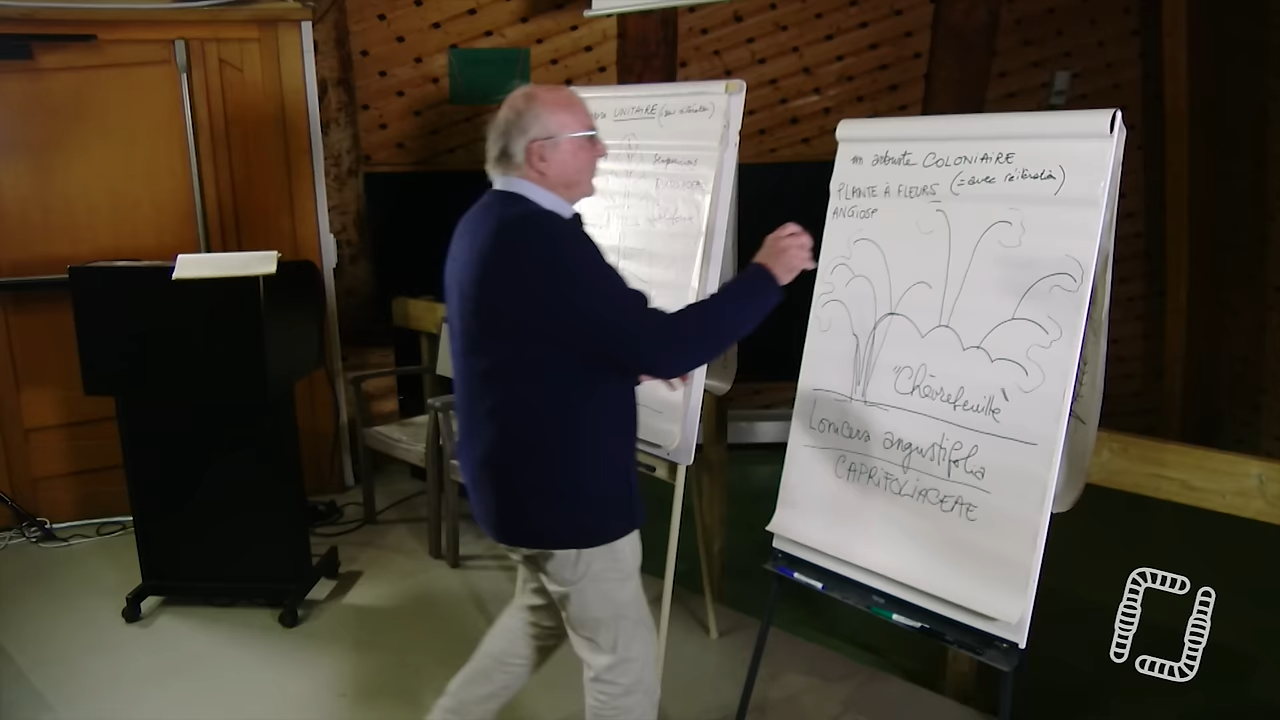 UNITAIRE
un arbuste COLONIAIRE
(= avec réitération)
PLANTE À FLEURS
ANGIOSP
"Chèvrefeuille"
Lonicera angustifolia
CAPRIFOLIACEAE